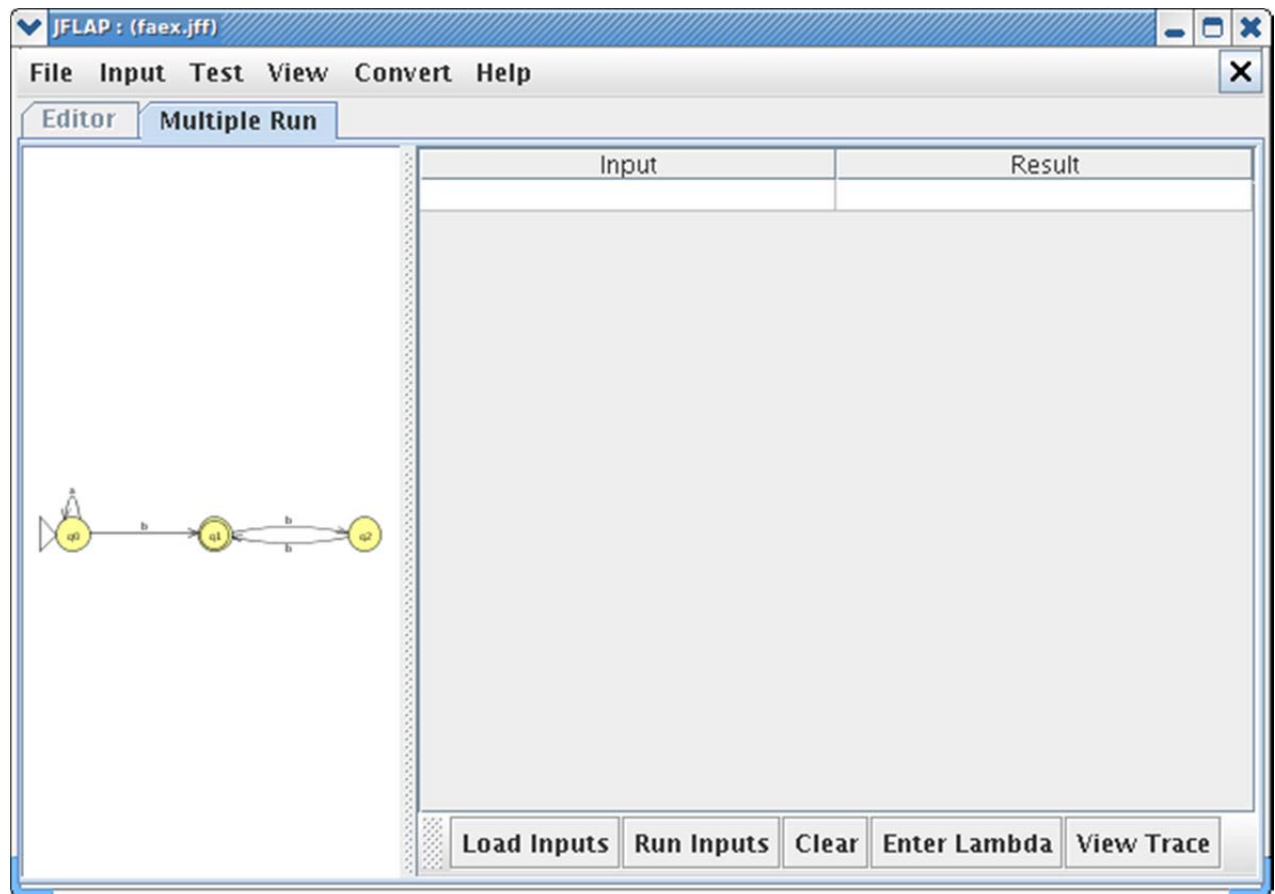 JFLAP : (faex.jff)
File Input Test View Convert Help
Editor Multiple Run
Input Result
a
q0 b q1 b q2
b
Load Inputs Run Inputs Clear Enter Lambda View Trace